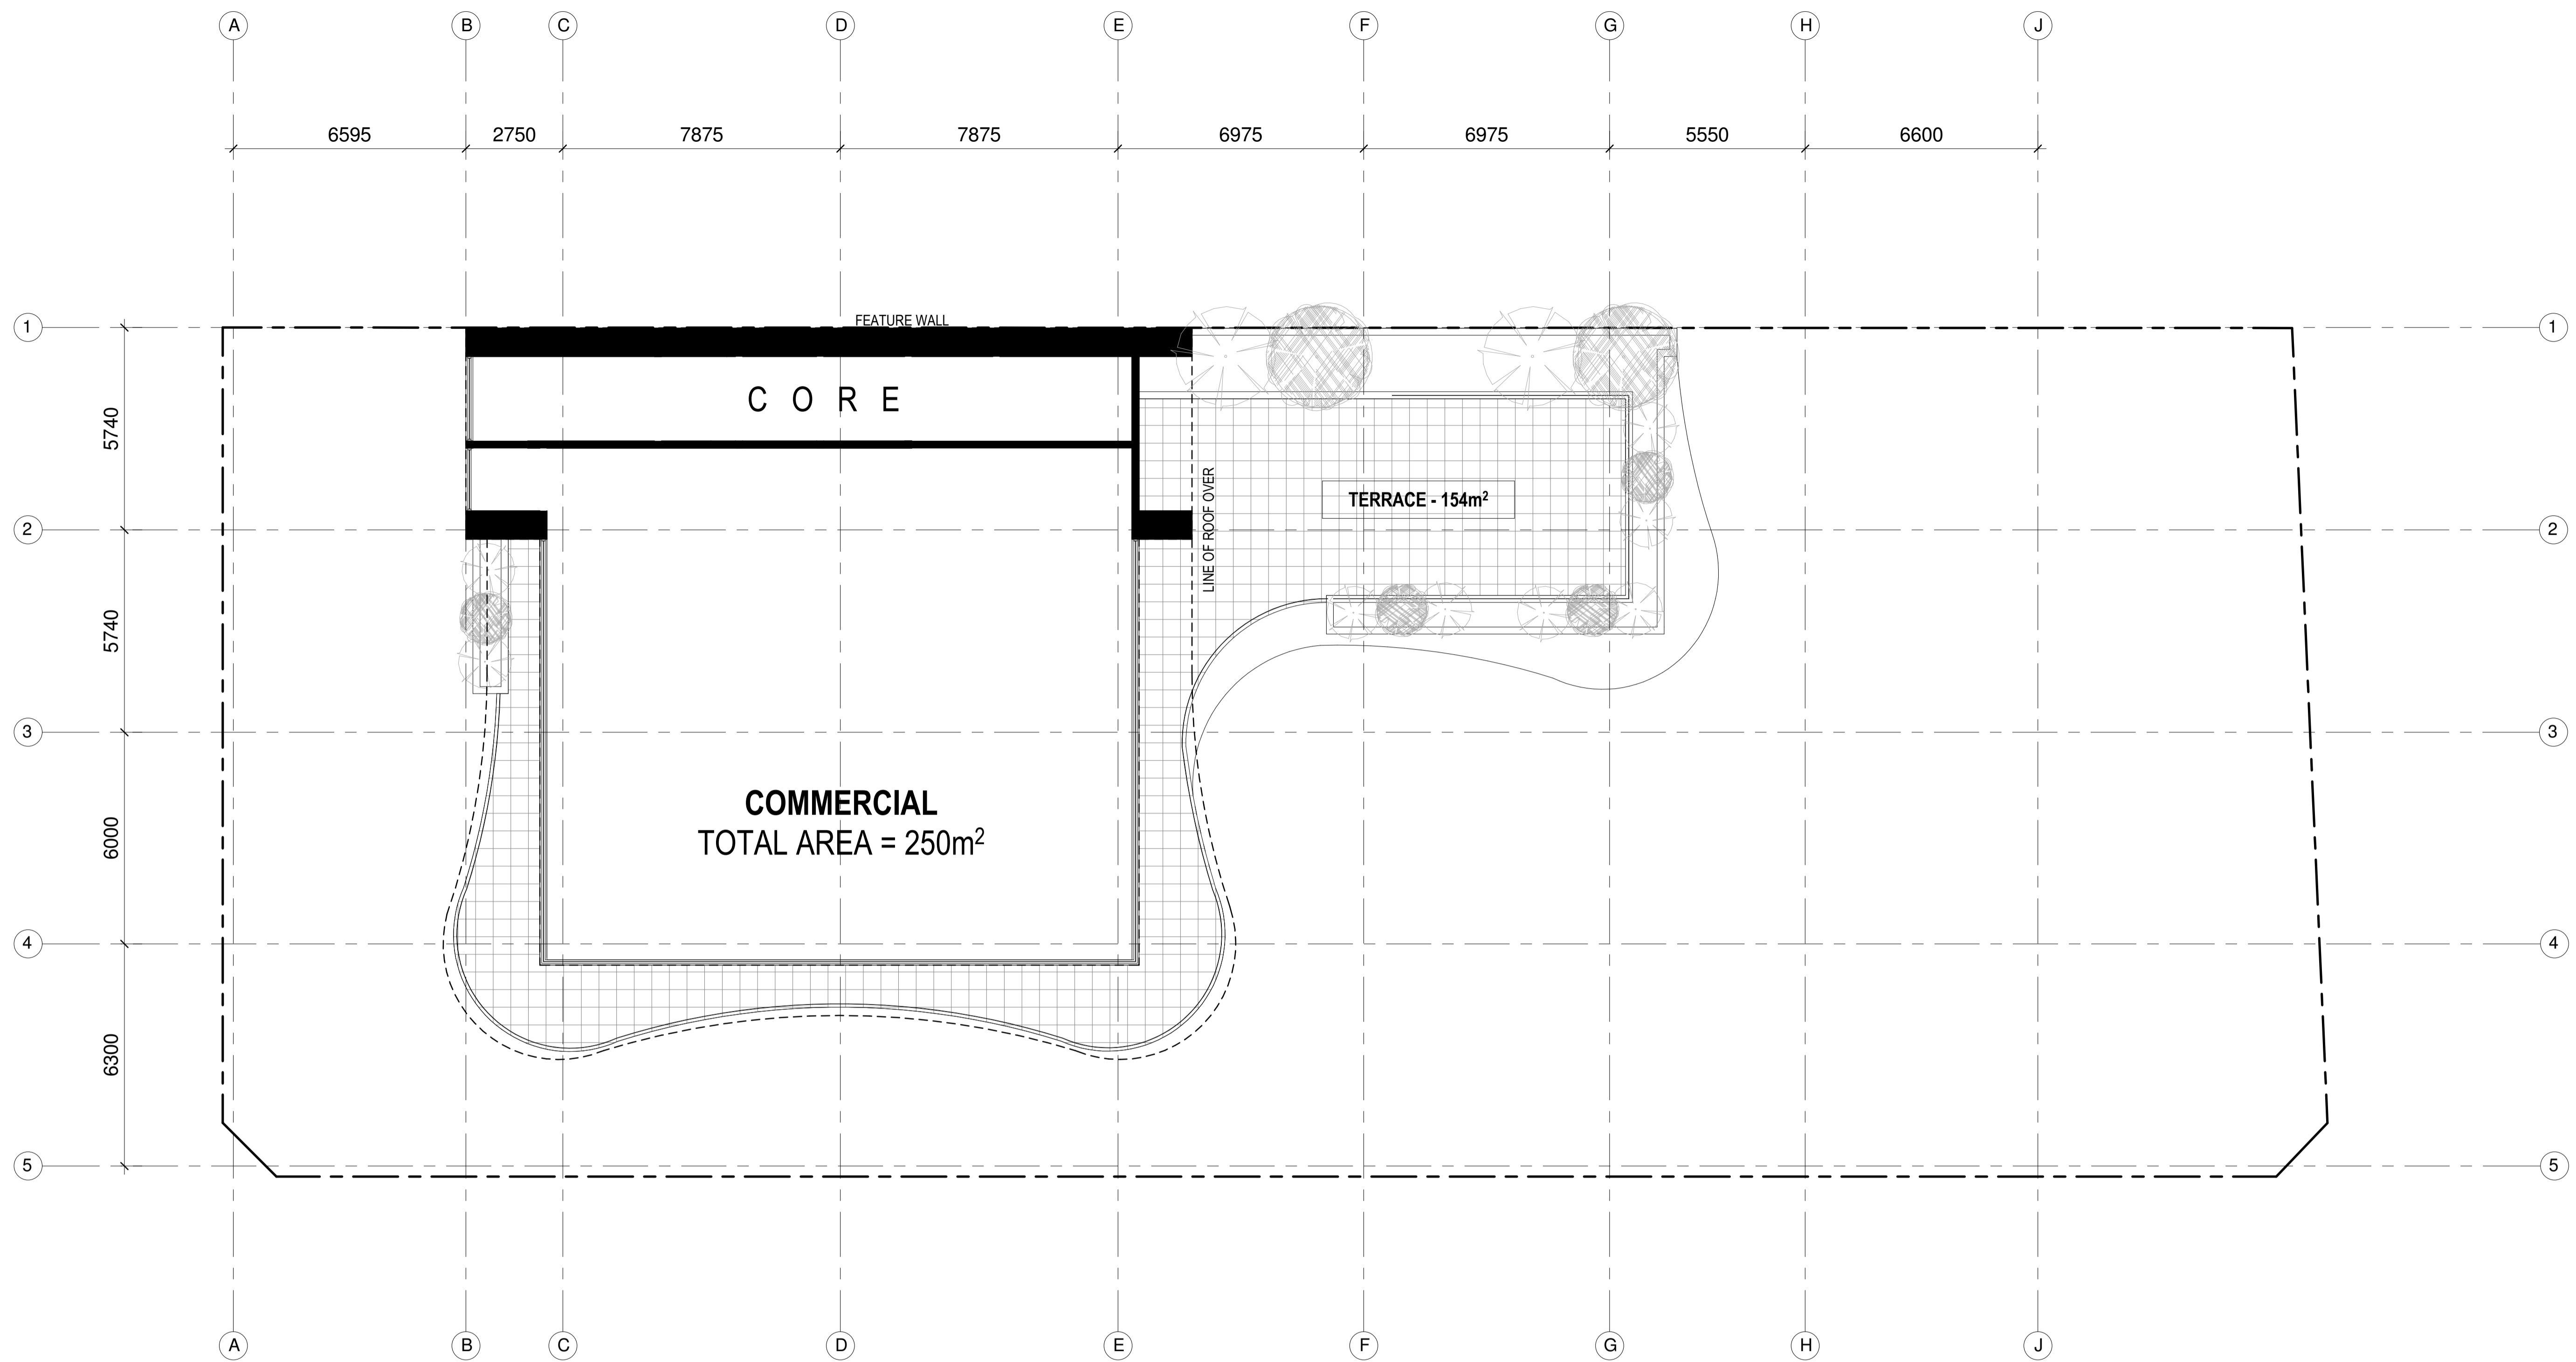 A B C D E F G H J
6595 2750 7875 7875 6975 6975 5550 6600
FEATURE WALL
1 1
C O R E
5740
LINE OF ROOF OVER
TERRACE - 154m²
2 2
5740
3 3
COMMERCIAL
TOTAL AREA = 250m²
6000
4 4
6300
5 5
A B C D E F G H J